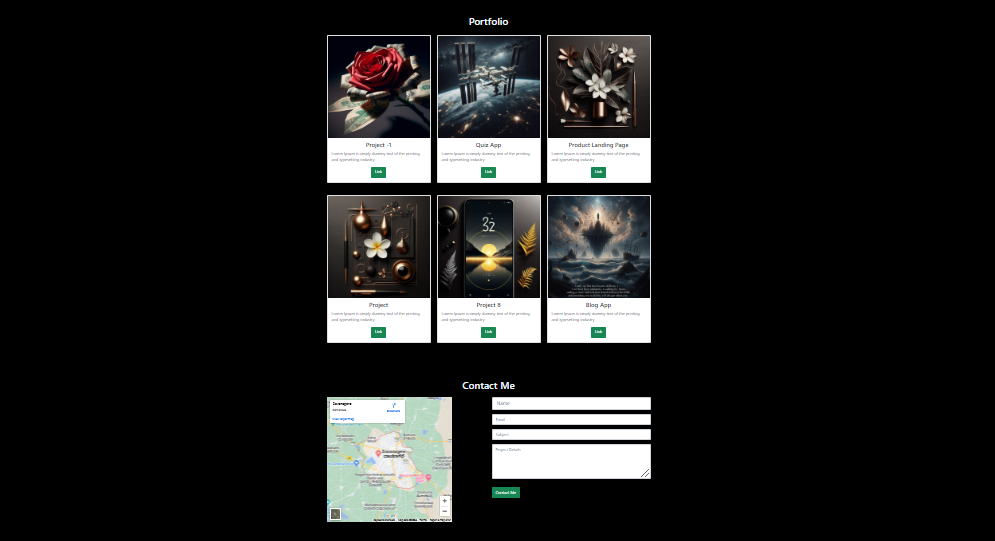 Portfolio
Project -1
Lorem Ipsum is simply dummy text of the printing
and typesetting industry.
Link
Quiz App
Lorem Ipsum is simply dummy text of the printing
and typesetting industry.
Link
Product Landing Page
Lorem Ipsum is simply dummy text of the printing
and typesetting industry.
Link
32
Project
Lorem Ipsum is simply dummy text of the printing
and typesetting industry.
Link
Project 8
Lorem Ipsum is simply dummy text of the printing
and typesetting industry.
Link
Blog App
Lorem Ipsum is simply dummy text of the printing
and typesetting industry.
Link
Contact Me
Davanagere
Name
Email
Subject
Project Details
Contact Me